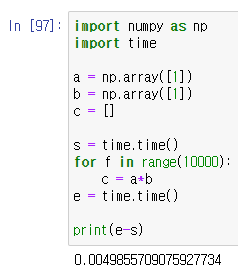 In [97]: import numpy as np
import time
a = np.array([1])
b = np.array([1])
c = []
s = time.time()
for f in range(10000):
    c = a*b
e = time.time()
print(e-s)
0.0049855709075927734